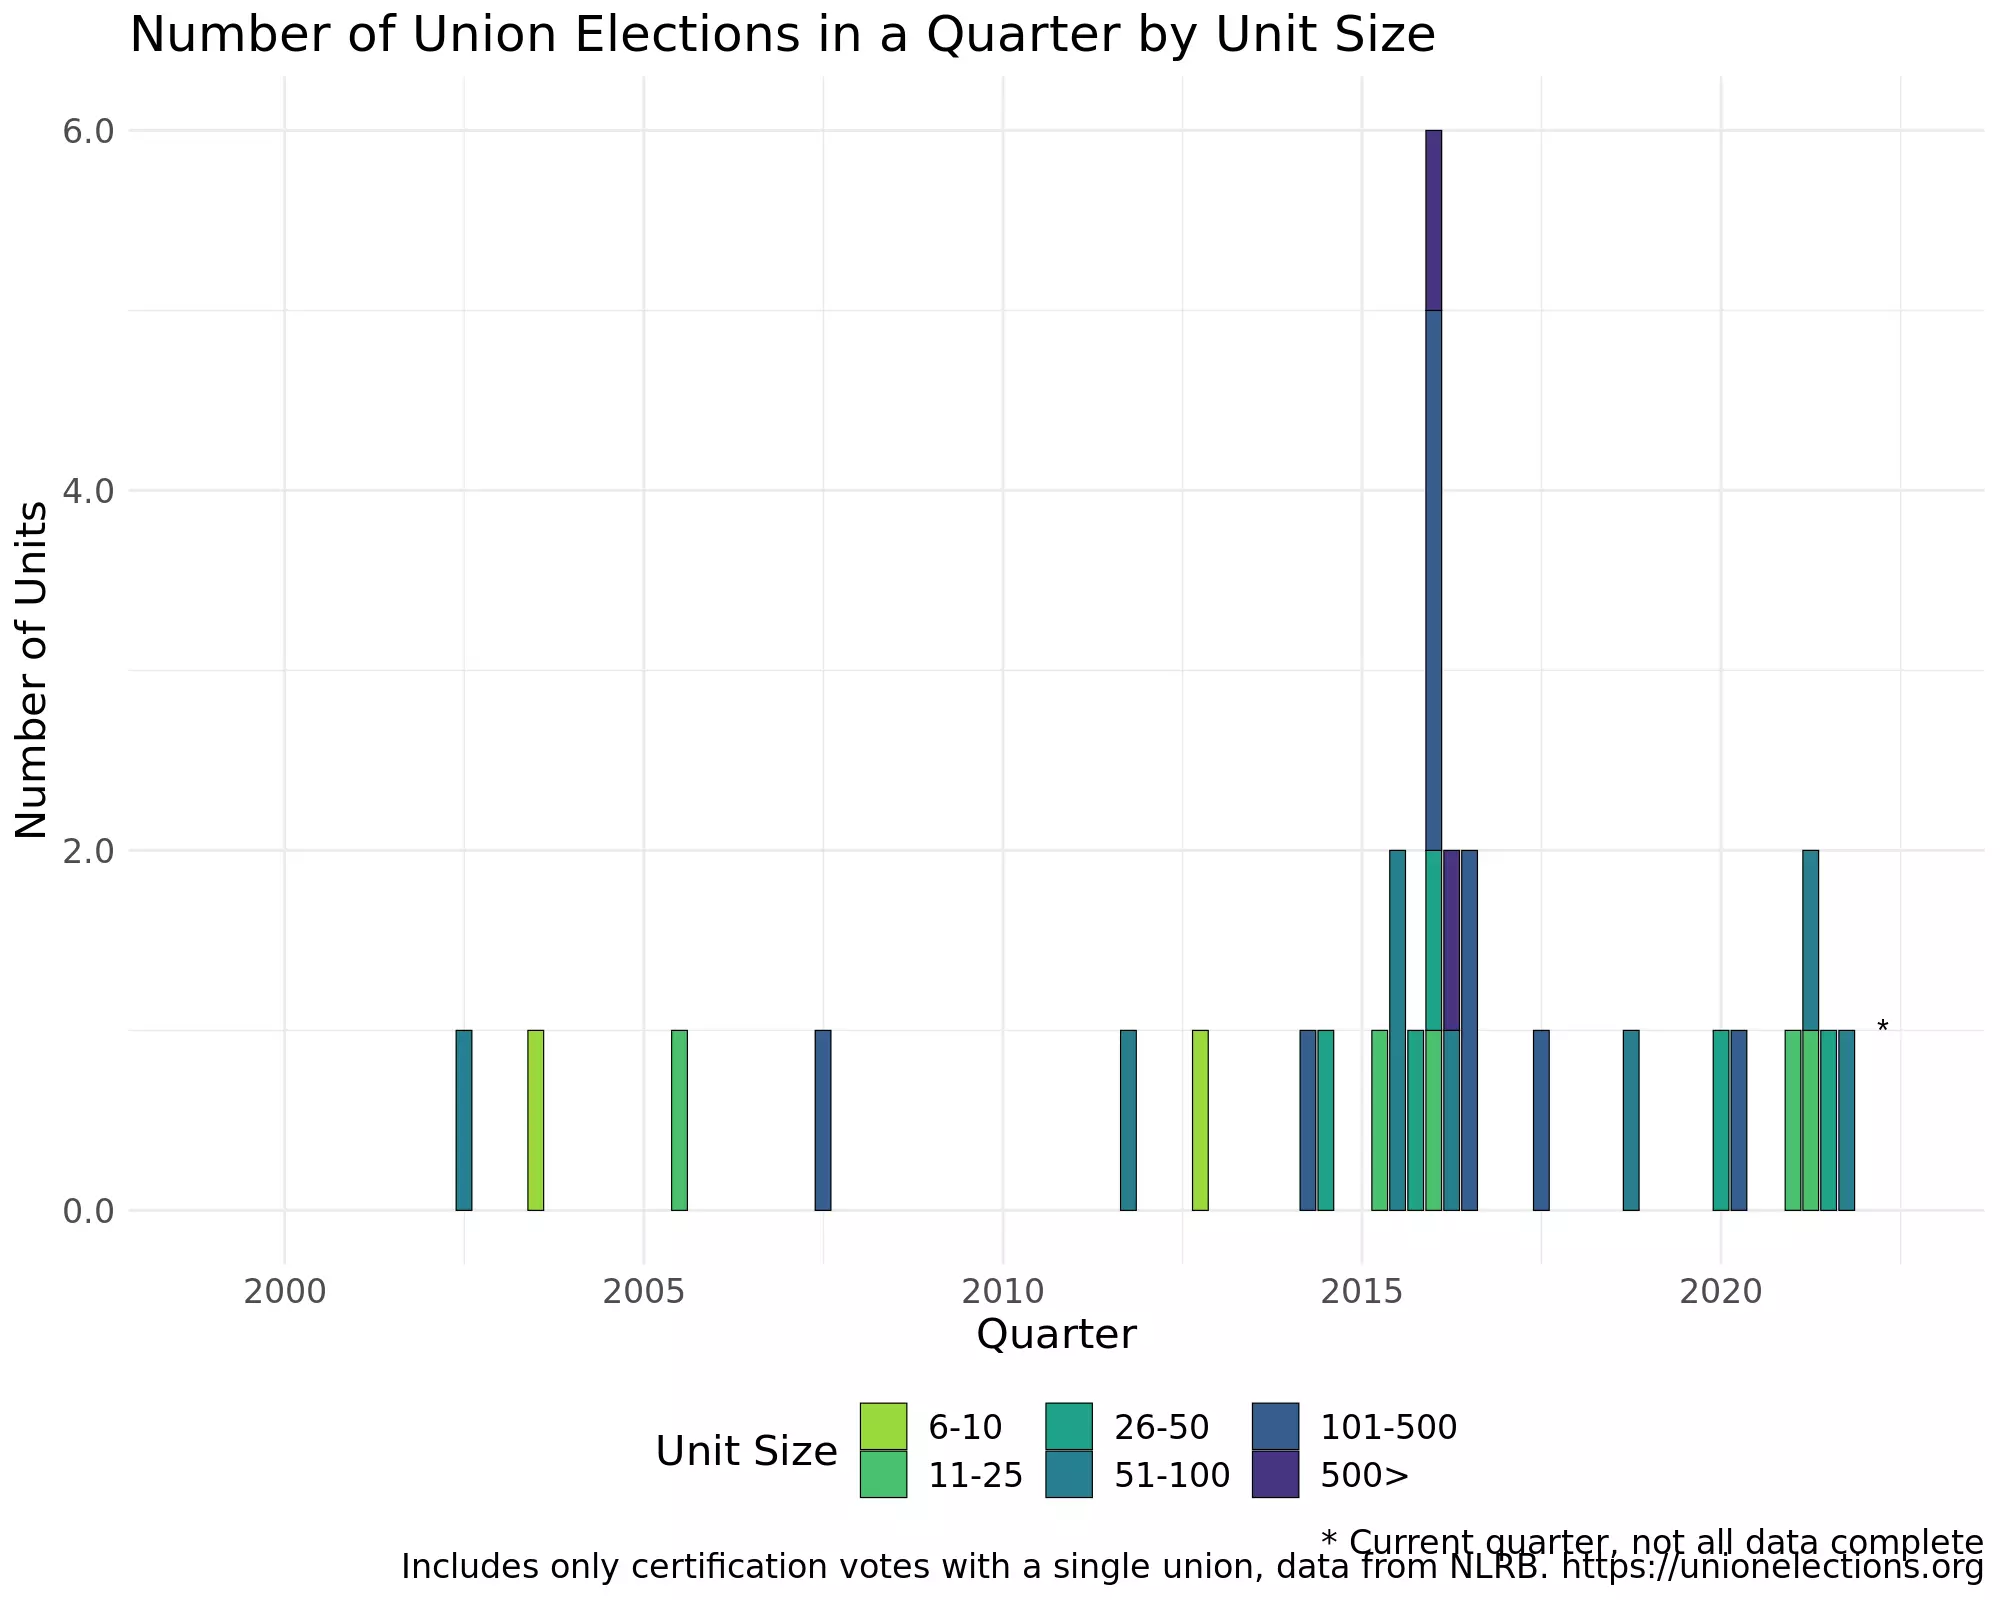 Number of Union Elections in a Quarter by Unit Size
6.0
4.0
2.0
0.0
Number of Units
*
2000 2005 2010 2015 2020
Quarter
Unit Size
6-10 26-50 101-500
11-25 51-100 500>
* Current quarter, not all data complete
Includes only certification votes with a single union, data from NLRB. https://unionelections.org